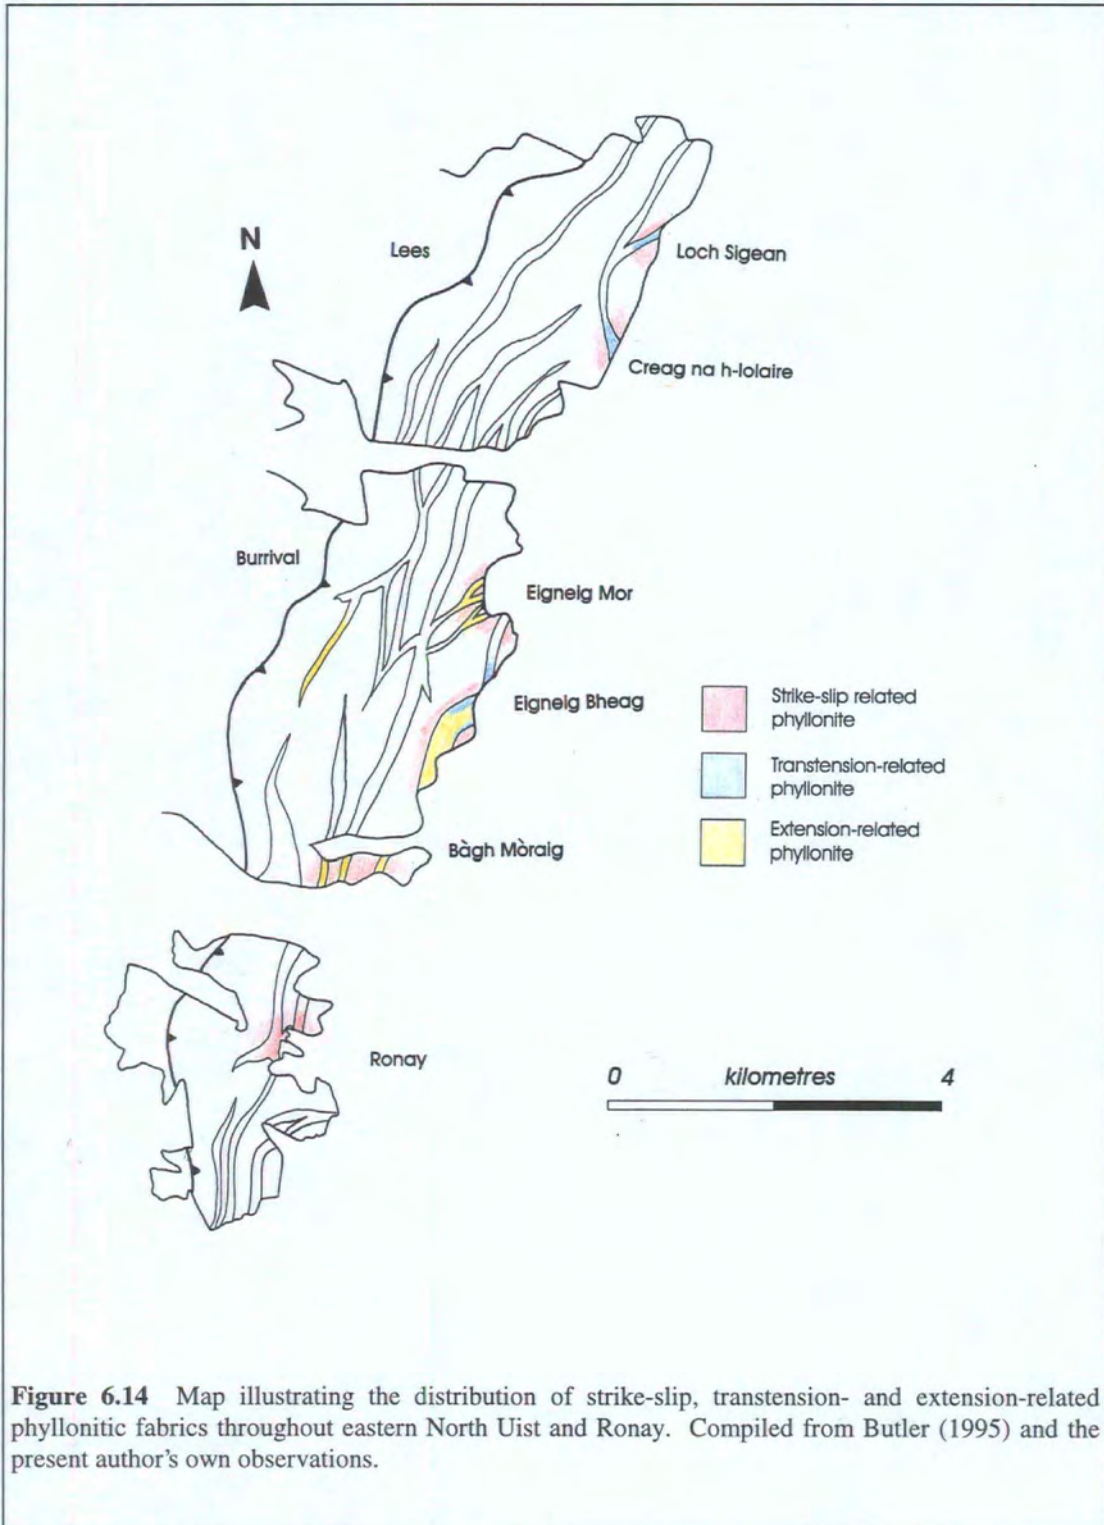 N
Lees
Loch Sigean
Creag na h-Iolaire
Burrival
Eigneig Mor
Eigneig Bheag
Strike-slip related
phyllonite
Transtension-related
phyllonite
Extension-related
phyllonite
Bàgh Mòraig
Ronay
0 kilometres 4
Figure 6.14 Map illustrating the distribution of strike-slip, transtension- and extension-related
phyllonitic fabrics throughout eastern North Uist and Ronay. Compiled from Butler (1995) and the
present author's own observations.